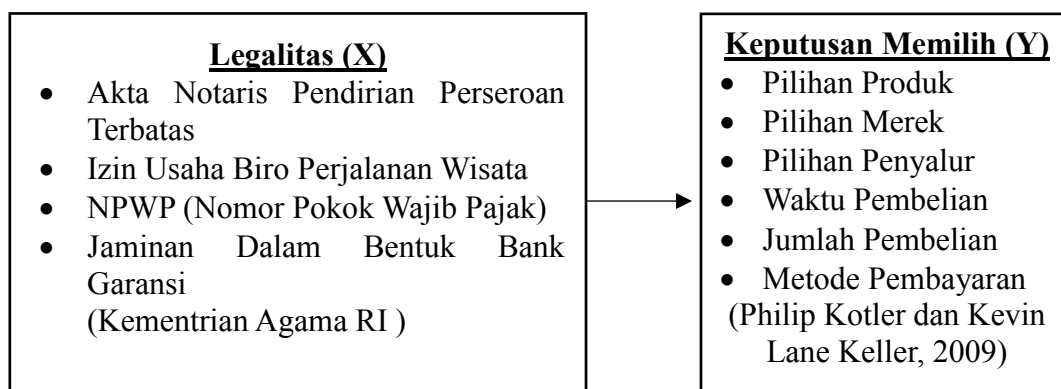 Legalitas (X)
• Akta Notaris Pendirian Perseroan
Terbatas
• Izin Usaha Biro Perjalanan Wisata
• NPWP (Nomor Pokok Wajib Pajak)
• Jaminan Dalam Bentuk Bank
Garansi
(Kementrian Agama RI )
Keputusan Memilih (Y)
• Pilihan Produk
• Pilihan Merek
• Pilihan Penyalur
• Waktu Pembelian
• Jumlah Pembelian
• Metode Pembayaran
(Philip Kotler dan Kevin
Lane Keller, 2009)